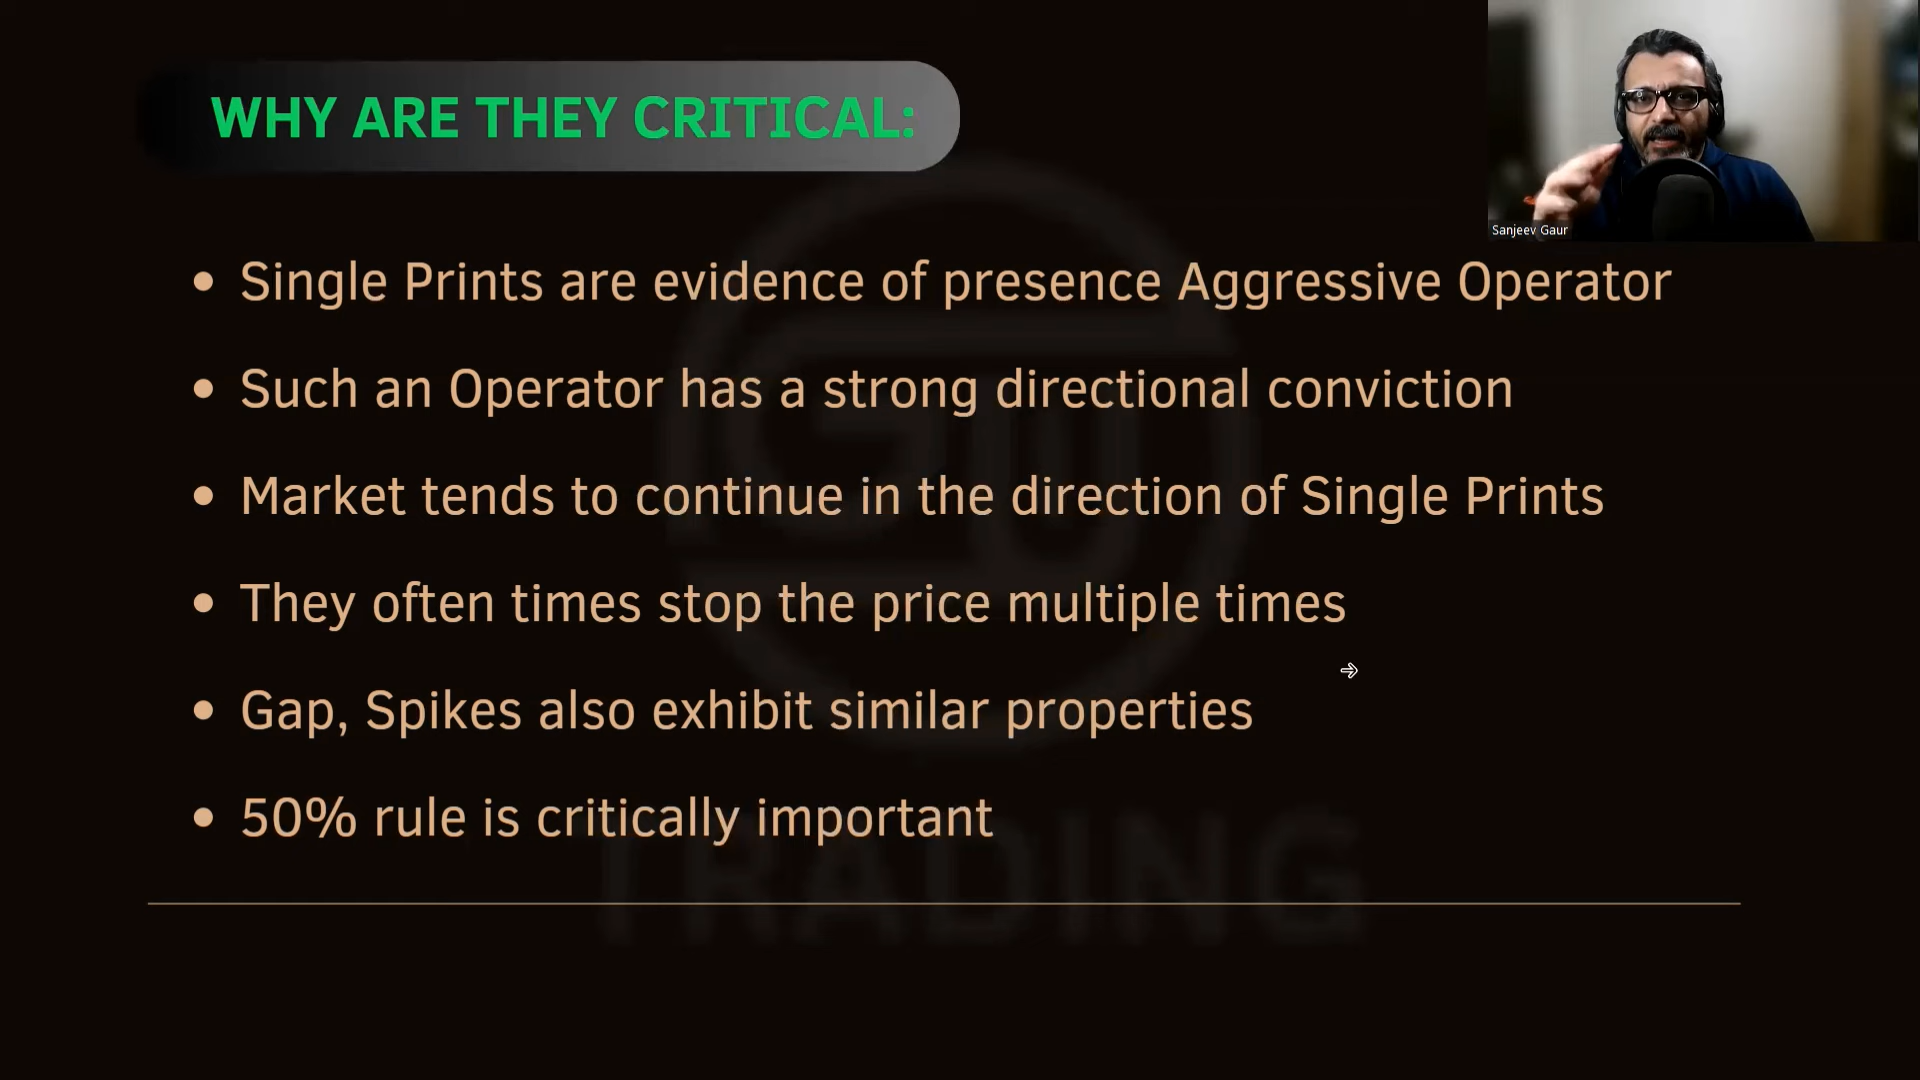 WHY ARE THEY CRITICAL:
Sanjeev Gaur
• Single Prints are evidence of presence Aggressive Operator
• Such an Operator has a strong directional conviction
• Market tends to continue in the direction of Single Prints
• They often times stop the price multiple times
• Gap, Spikes also exhibit similar properties
• 50% rule is critically important
TRADING